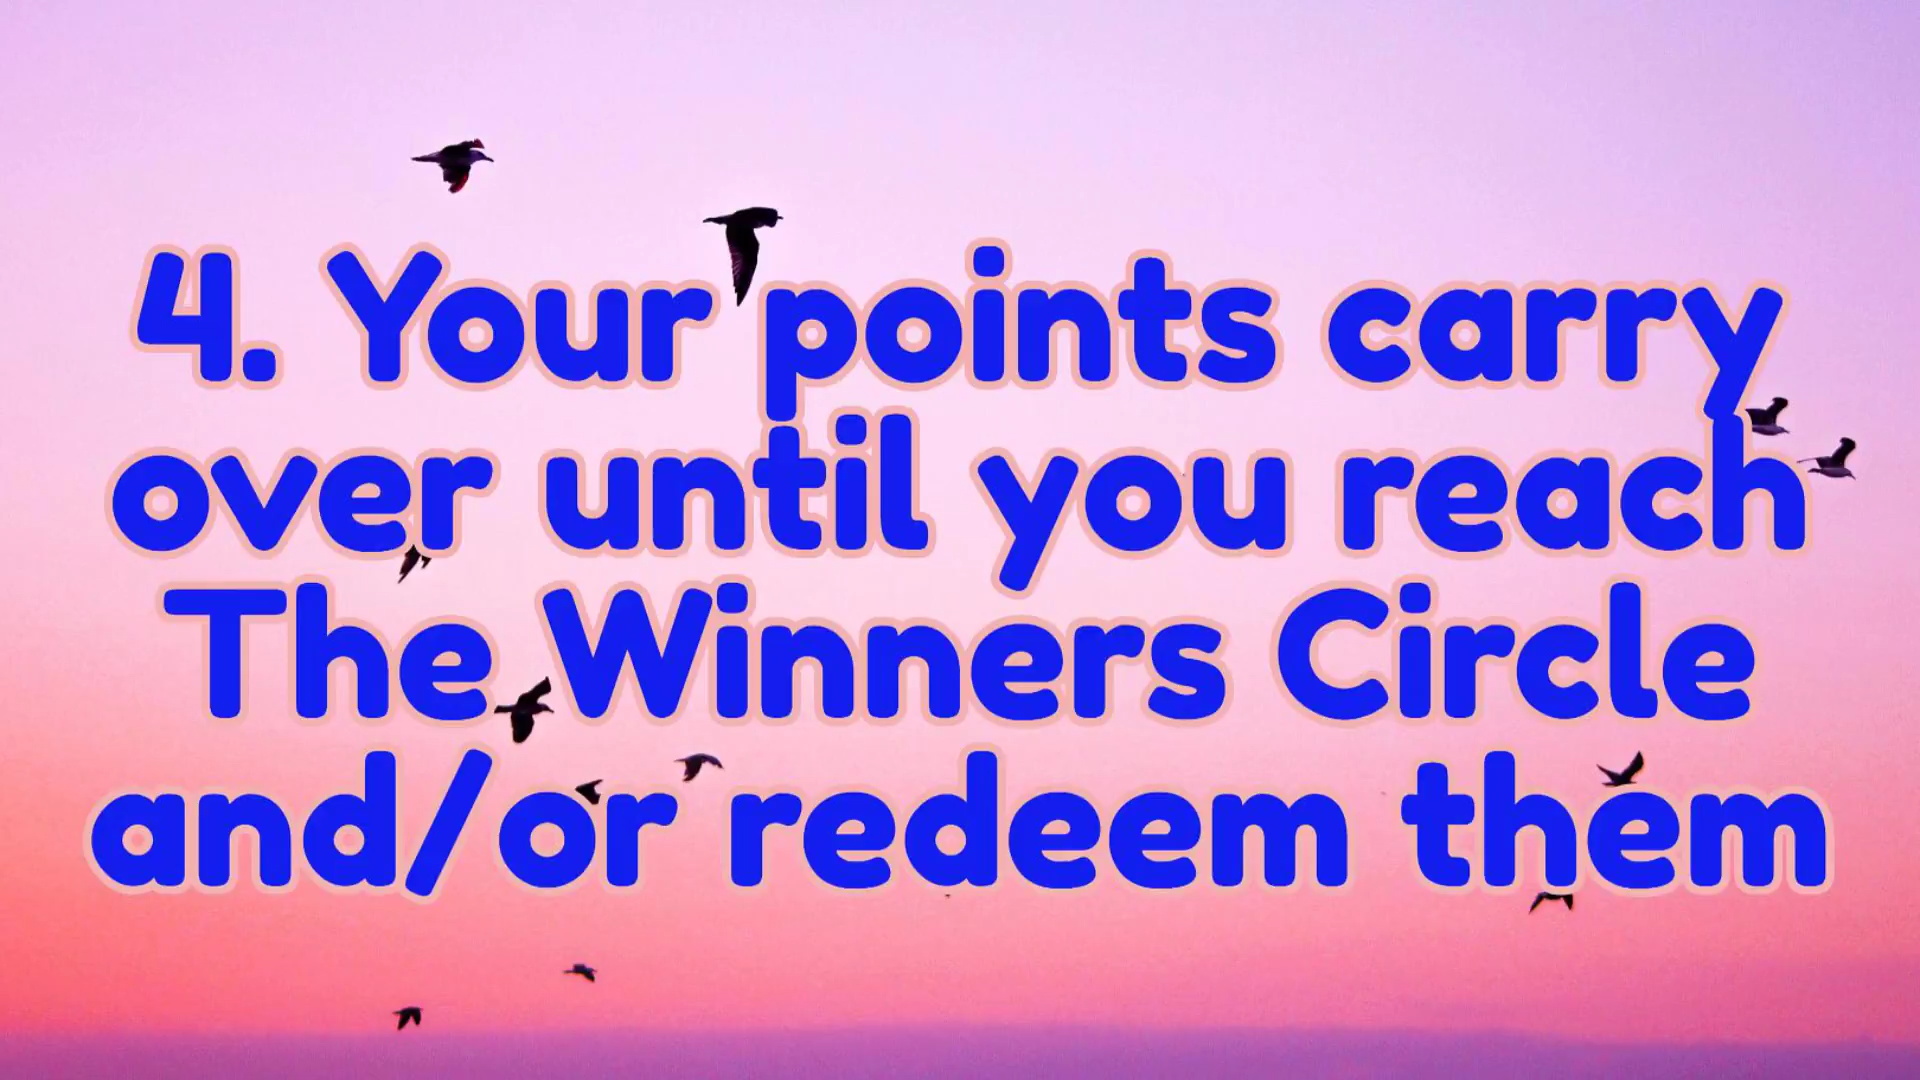 4. Your points carry
over until you reach
The Winners Circle
and/or redeem them